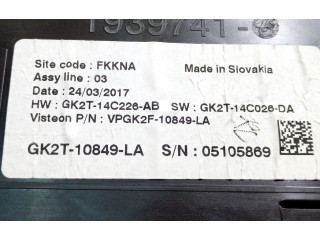 Site code : FKKNA
Made in Slovakia
Assy line : 03
Date : 24/03/2017
HW : GK2T-14C226-AB SW : GK2T-14C026-DA
Visteon P/N : VPGK2F-10849-LA
GK2T-10849-LA S/N : 05105869